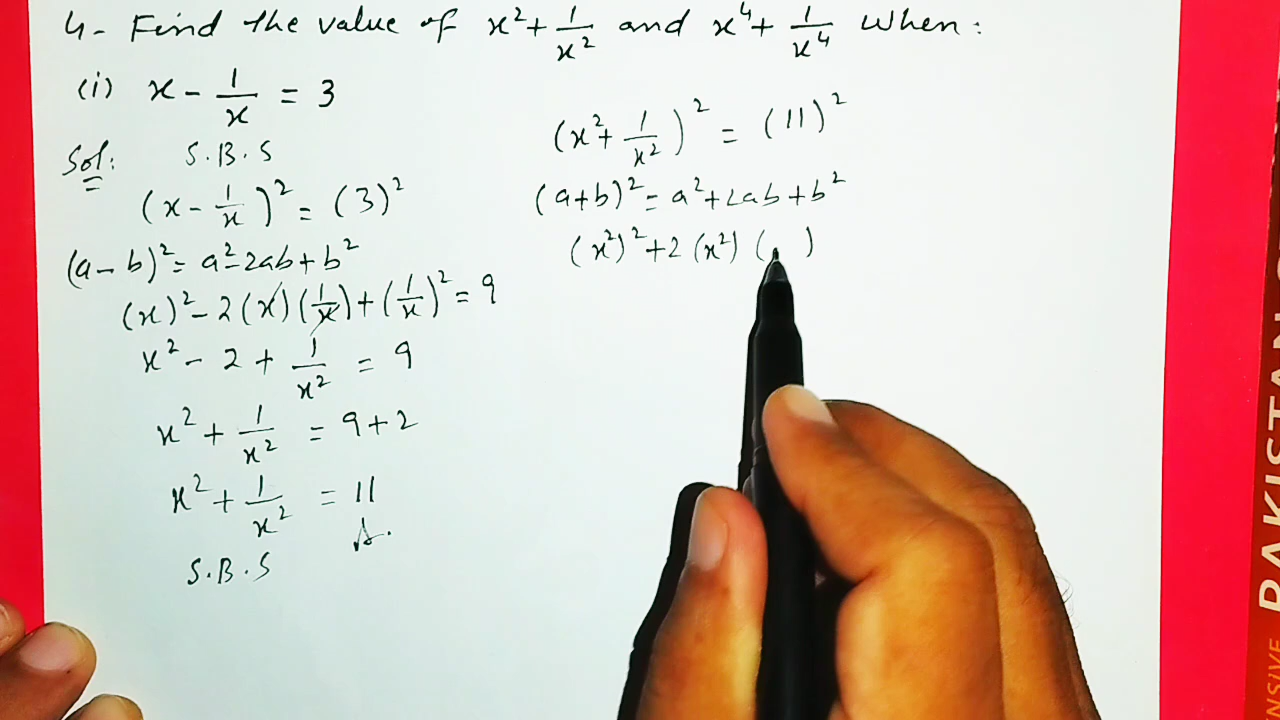 4- Find the value of x² + 1/x² and x⁴ + 1/x⁴ When :
(i) x - 1/x = 3
Sol: S.B.S
(x - 1/x)² = (3)²
(a - b)² = a² - 2ab + b²
(x)² - 2(x)(1/x) + (1/x)² = 9
x² - 2 + 1/x² = 9
x² + 1/x² = 9 + 2
x² + 1/x² = 11
A.
S.B.S
(x² + 1/x²)² = (11)²
(a + b)² = a² + 2ab + b²
(x²)² + 2 (x²) ( )
PAKISTAN